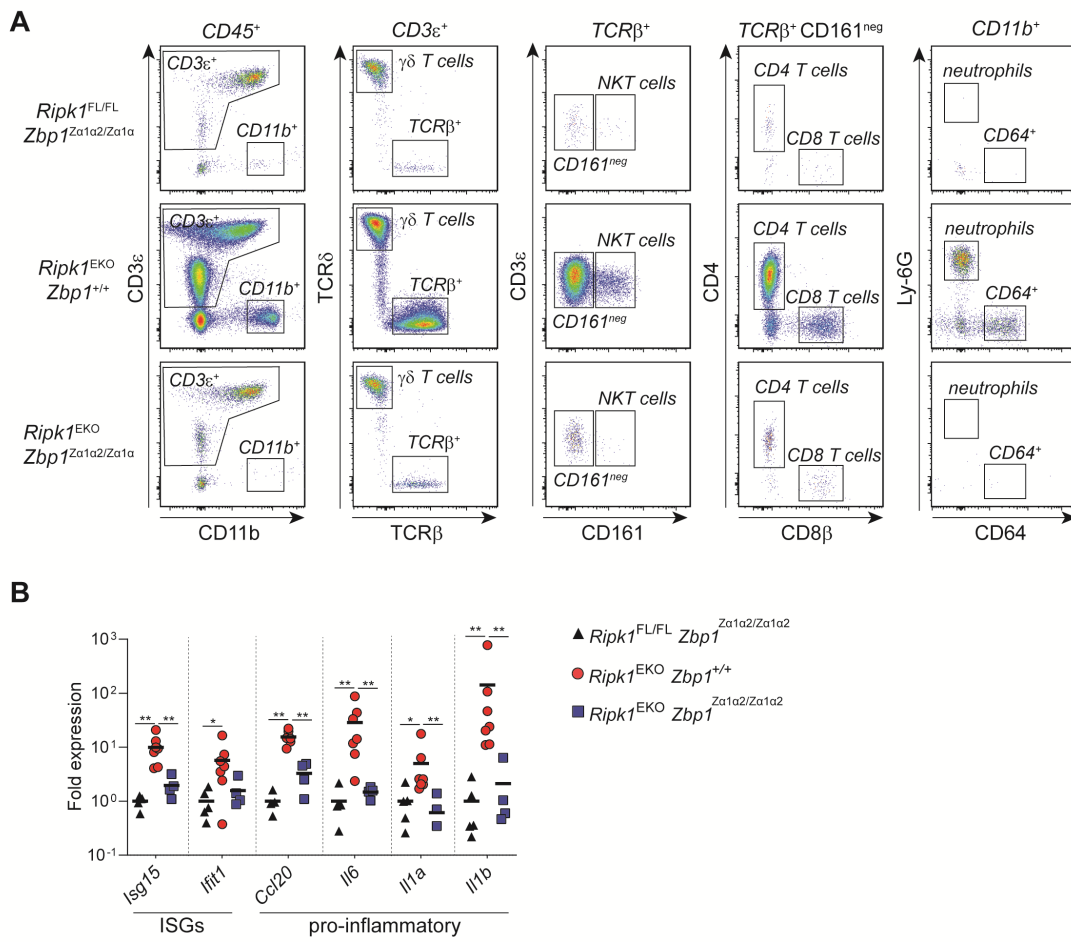 A
CD45⁺ CD3ε⁺ TCRβ⁺ TCRβ⁺ CD161ⁿᵉᵍ CD11b⁺
Ripk1ᶠᴸ/ᶠᴸ
Zbp1ᶻα1α2/Zα1α
CD3ε⁺
CD11b⁺
γδ T cells
TCRβ⁺
NKT cells
CD161ⁿᵉᵍ
CD4 T cells
CD8 T cells
neutrophils
CD64⁺
Ripk1ᴱᴷᴼ
Zbp1⁺/⁺
CD3ε⁺
CD11b⁺
γδ T cells
TCRβ⁺
NKT cells
CD161ⁿᵉᵍ
CD4 T cells
CD8 T cells
neutrophils
CD64⁺
Ripk1ᴱᴷᴼ
Zbp1ᶻα1α2/Zα1α
CD3ε⁺
CD11b⁺
γδ T cells
TCRβ⁺
NKT cells
CD161ⁿᵉᵍ
CD4 T cells
CD8 T cells
neutrophils
CD64⁺
CD3ε TCRδ CD3ε CD4 Ly-6G
CD11b TCRβ CD161 CD8β CD64
B
Fold expression
10³
10²
10¹
10⁰
10⁻¹
** ** * ** ** ** ** * ** ** **
Isg15 Ifit1 Ccl20 Il6 Il1a Il1b
ISGs pro-inflammatory
Ripk1ᶠᴸ/ᶠᴸ Zbp1ᶻα1α2/Zα1α2
Ripk1ᴱᴷᴼ Zbp1⁺/⁺
Ripk1ᴱᴷᴼ Zbp1ᶻα1α2/Zα1α2